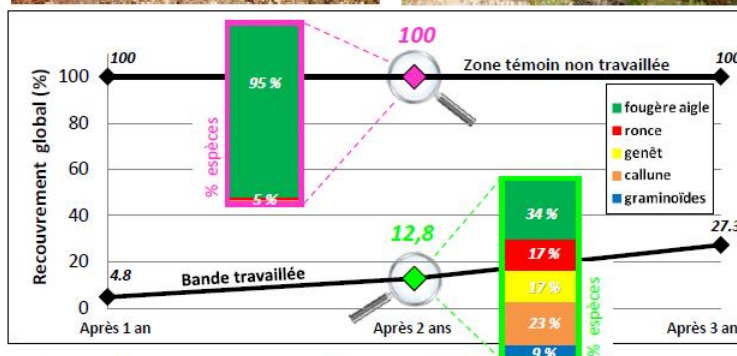 100
100
Zone témoin non travaillée
100
Recouvrement global (%)
100
80
60
40
20
0
% espèces
95 %
5 %
fougère aigle
ronce
genêt
callune
graminoïdes
4.8
Bande travaillée
12,8
27.3
34 %
17 %
17 %
23 %
9 %
% espèces
Après 1 an
Après 2 ans
Après 3 an